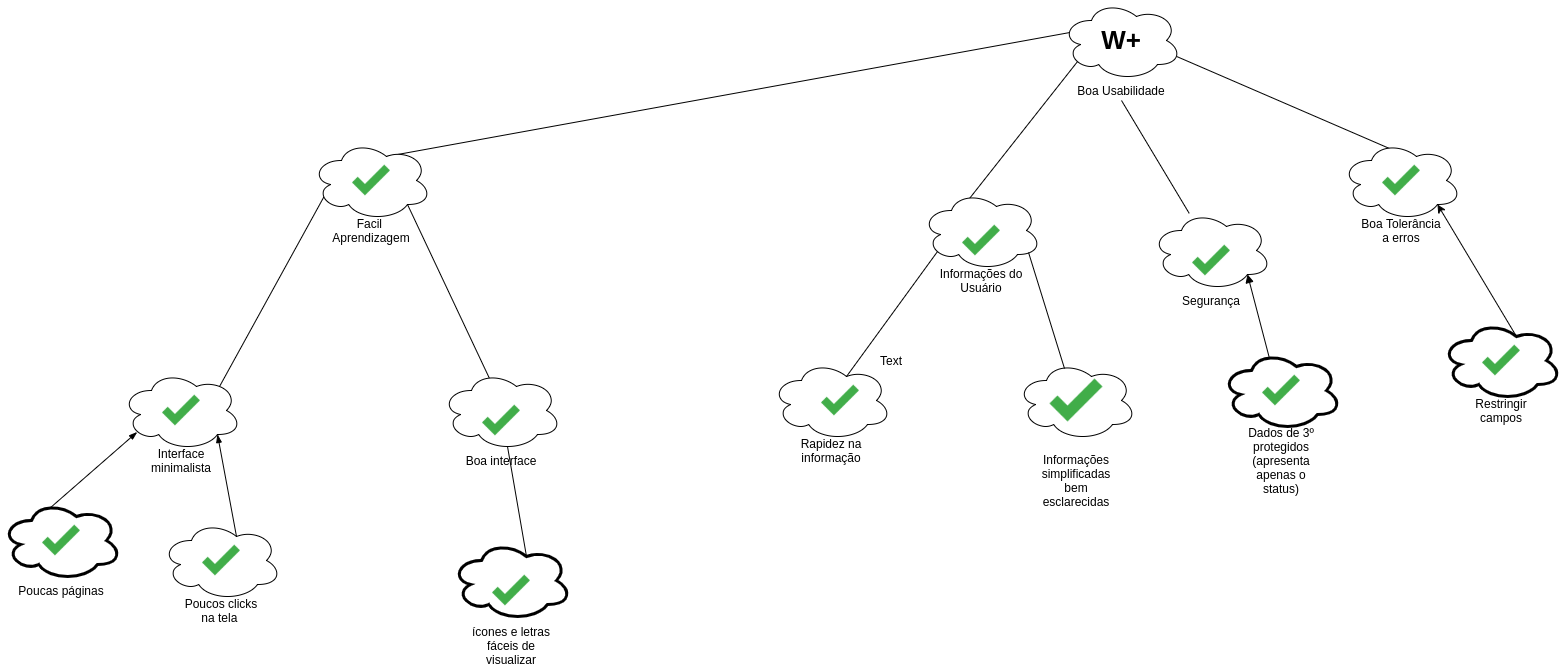 W+
Boa Usabilidade
Facil
Aprendizagem
Boa Tolerância
a erros
Informações do
Usuário
Segurança
Text
Restringir
campos
Interface
minimalista
Boa interface
Rapidez na
informação
Informações
simplificadas
bem
esclarecidas
Dados de 3º
protegidos
(apresenta
apenas o
status)
Poucas páginas
Poucos clicks
na tela
ícones e letras
fáceis de
visualizar